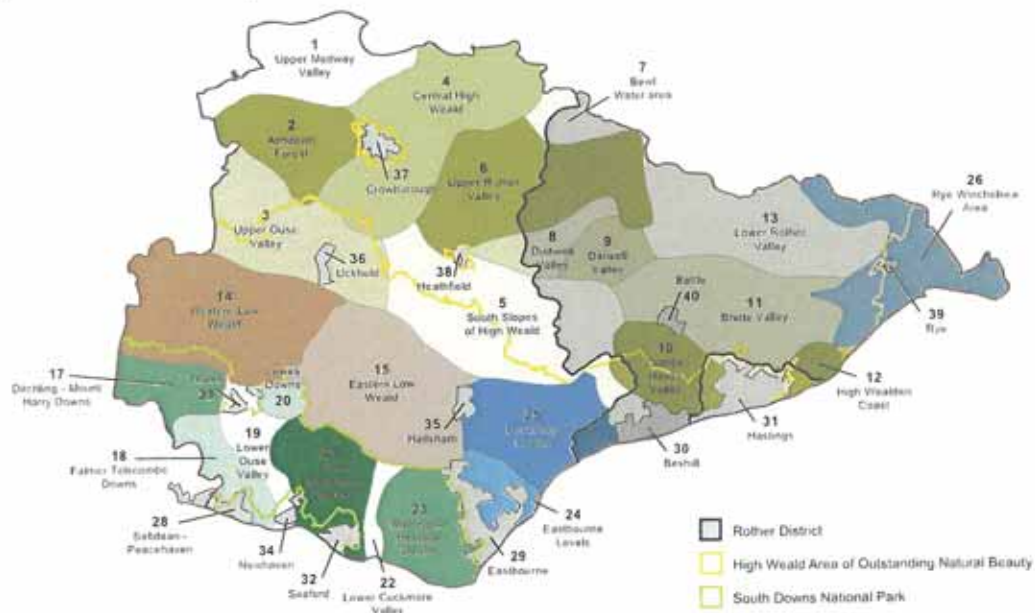 1
Upper Medway
Valley
7
Bewl
Water area
4
Central High
Weald
2
Ashdown
Forest
37
Crowborough
6
Upper Rother
Valley
26
Rye Winchelsea
Area
3
Upper Ouse
Valley
13
Lower Rother
Valley
8
Dudwell
Valley
9
Darwell
Valley
36
Uckfield
38
Heathfield
Battle
40
14
Western Low
Weald
5
South Slopes
of High Weald
11
Brede Valley
39
Rye
17
Ditchling - Mount
Harry Downs
15
Eastern Low
Weald
10
Valley
12
High Wealden
Coast
Downs
20
35
Hailsham
31
Hastings
19
Lower
Ouse
Valley
18
Falmer Telscombe
Downs
30
Bexhill
28
Saltdean-
Peacehaven
34
Newhaven
23
24
Eastbourne
Levels
29
Eastbourne
32
Seaford
22
Lower Cuckmere Valley
Rother District
High Weald Area of Outstanding Natural Beauty
South Downs National Park